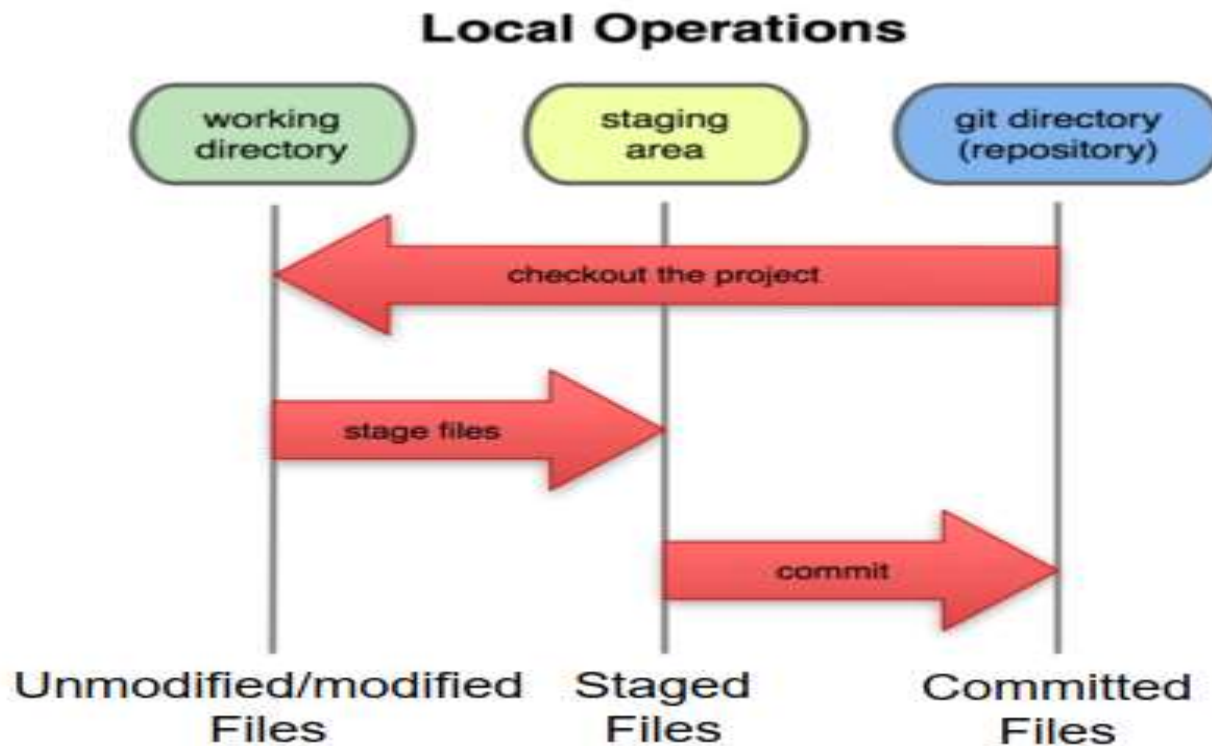 Local Operations
working
directory
staging
area
git directory
(repository)
checkout the project
stage files
commit
Unmodified/modified
Files
Staged
Files
Committed
Files